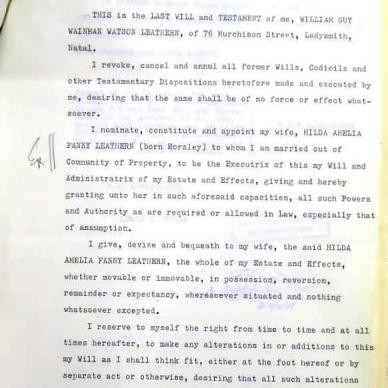 THIS is the LAST WILL and TESTAMENT of me, WILLIAM GUY
WAINMAN WATSON LEATHERN, of 76 Murchison Street, Ladysmith,
Natal.
I revoke, cancel and annul all former Wills, Codicils and
other Testamentary Dispositions heretofore made and executed by
me, desiring that the same shall be of no force or effect what-
soever.
I nominate, constitute and appoint my wife, HILDA AMELIA
FANNY LEATHERN (born Horsley) to whom I am married out of
Community of Property, to be the Executrix of this my Will and
Administratrix of my Estate and Effects, giving and hereby
granting unto her in such aforesaid capacities, all such Powers
and Authority as are required or allowed in Law, especially that
of assumption.
I give, devise and bequeath to my wife, the said HILDA
AMELIA FANNY LEATHERN, the whole of my Estate and Effects,
whether movable or immovable, in possession, reversion,
remainder or expectancy, wheresoever situated and nothing
whatsoever excepted.
I reserve to myself the right from time to time and at all
times hereafter, to make any alterations in or additions to this
my Will as I shall think fit, either at the foot hereof or by
separate act or otherwise, desiring that all such alterations